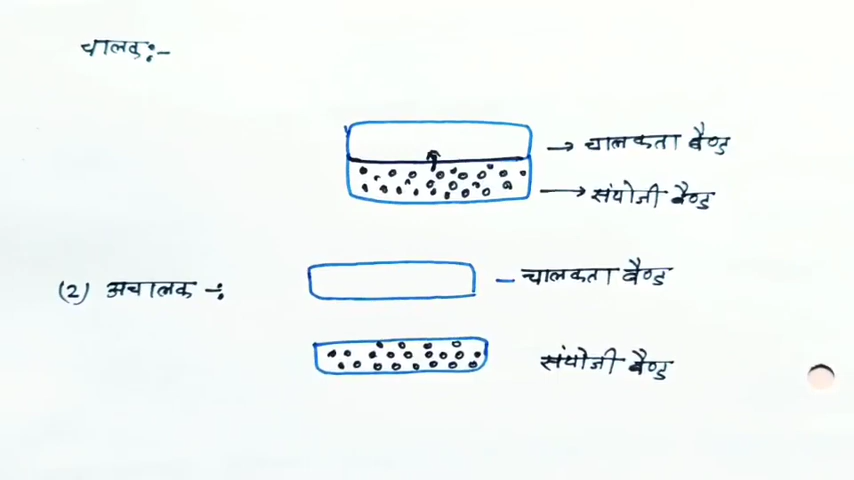 चालक:-
→ चालकता बैण्ड
→ संयोजी बैण्ड
(2) अचालक -:
- चालकता बैण्ड
संयोजी बैण्ड